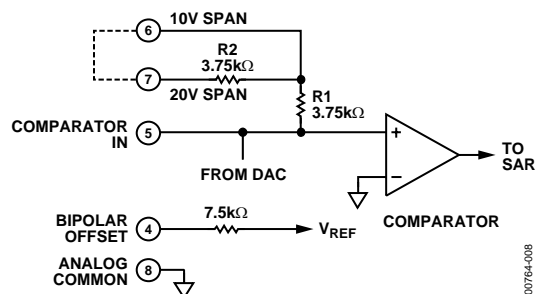 10V SPAN
6
R2
3.75kΩ
7
20V SPAN
R1
3.75kΩ
COMPARATOR
IN
5
+
TO
SAR
FROM DAC
–
COMPARATOR
BIPOLAR
OFFSET
4
7.5kΩ
VREF
ANALOG
COMMON
8
00764-008